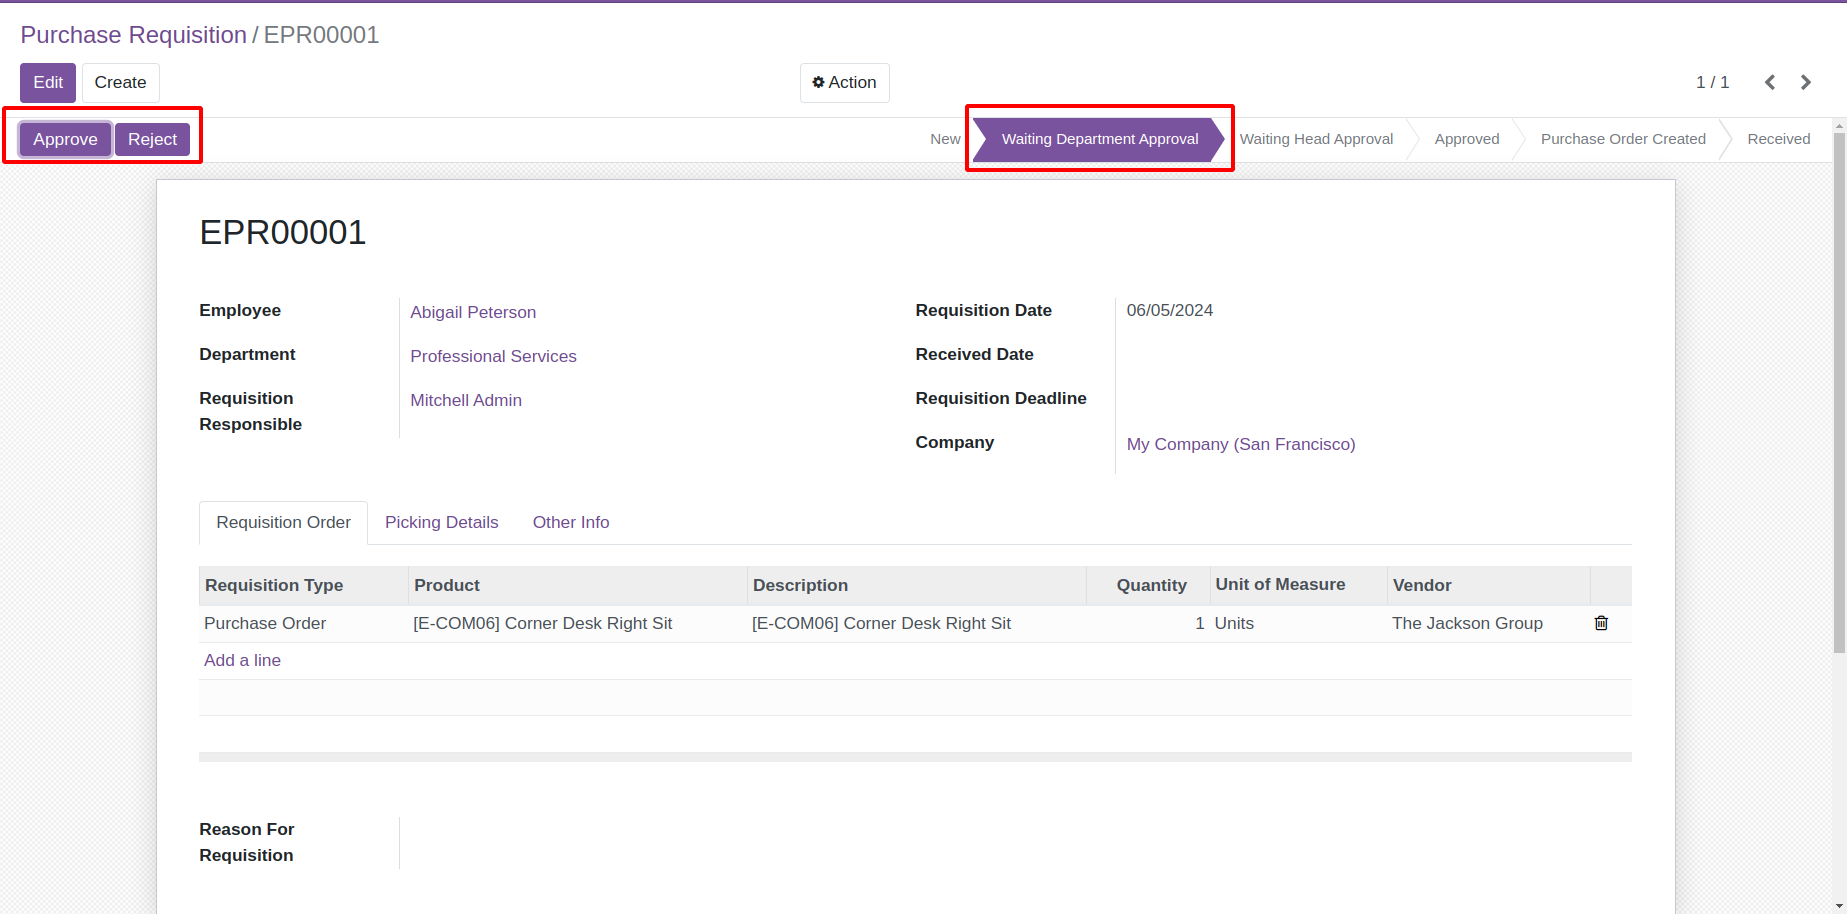 Purchase Requisition / EPR00001
Edit Create Action 1 / 1
Approve Reject New Waiting Department Approval Waiting Head Approval Approved Purchase Order Created Received
EPR00001
Employee Abigail Peterson Requisition Date 06/05/2024
Department Professional Services Received Date
Requisition Responsible Mitchell Admin Requisition Deadline
Company My Company (San Francisco)
Requisition Order Picking Details Other Info
Requisition Type Product Description Quantity Unit of Measure Vendor
Purchase Order [E-COM06] Corner Desk Right Sit [E-COM06] Corner Desk Right Sit 1 Units The Jackson Group
Add a line
Reason For
Requisition